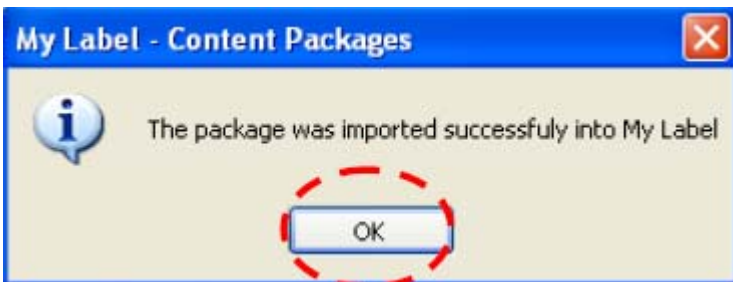 My Label - Content Packages
The package was imported successfuly into My Label
OK